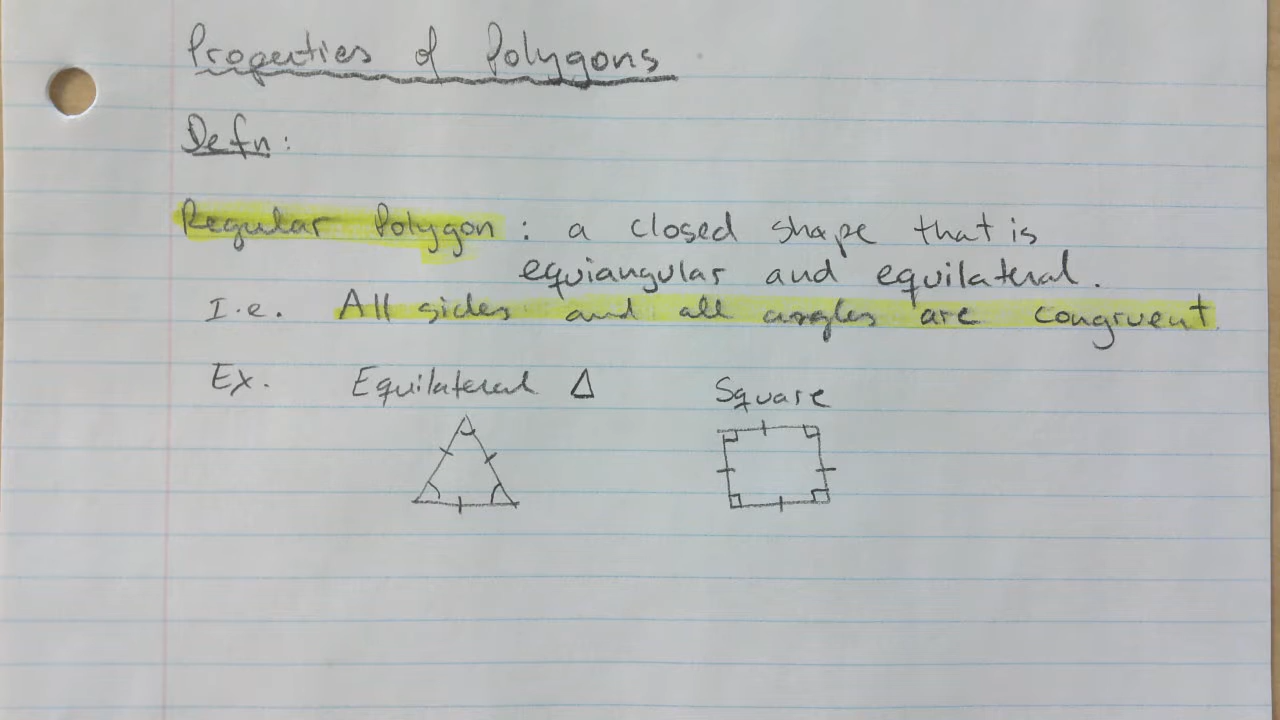 Properties of Polygons
Defn:
Regular Polygon: a closed shape that is
equiangular and equilateral.
I.e. All sides and all angles are congruent
Ex. Equilateral Δ Square